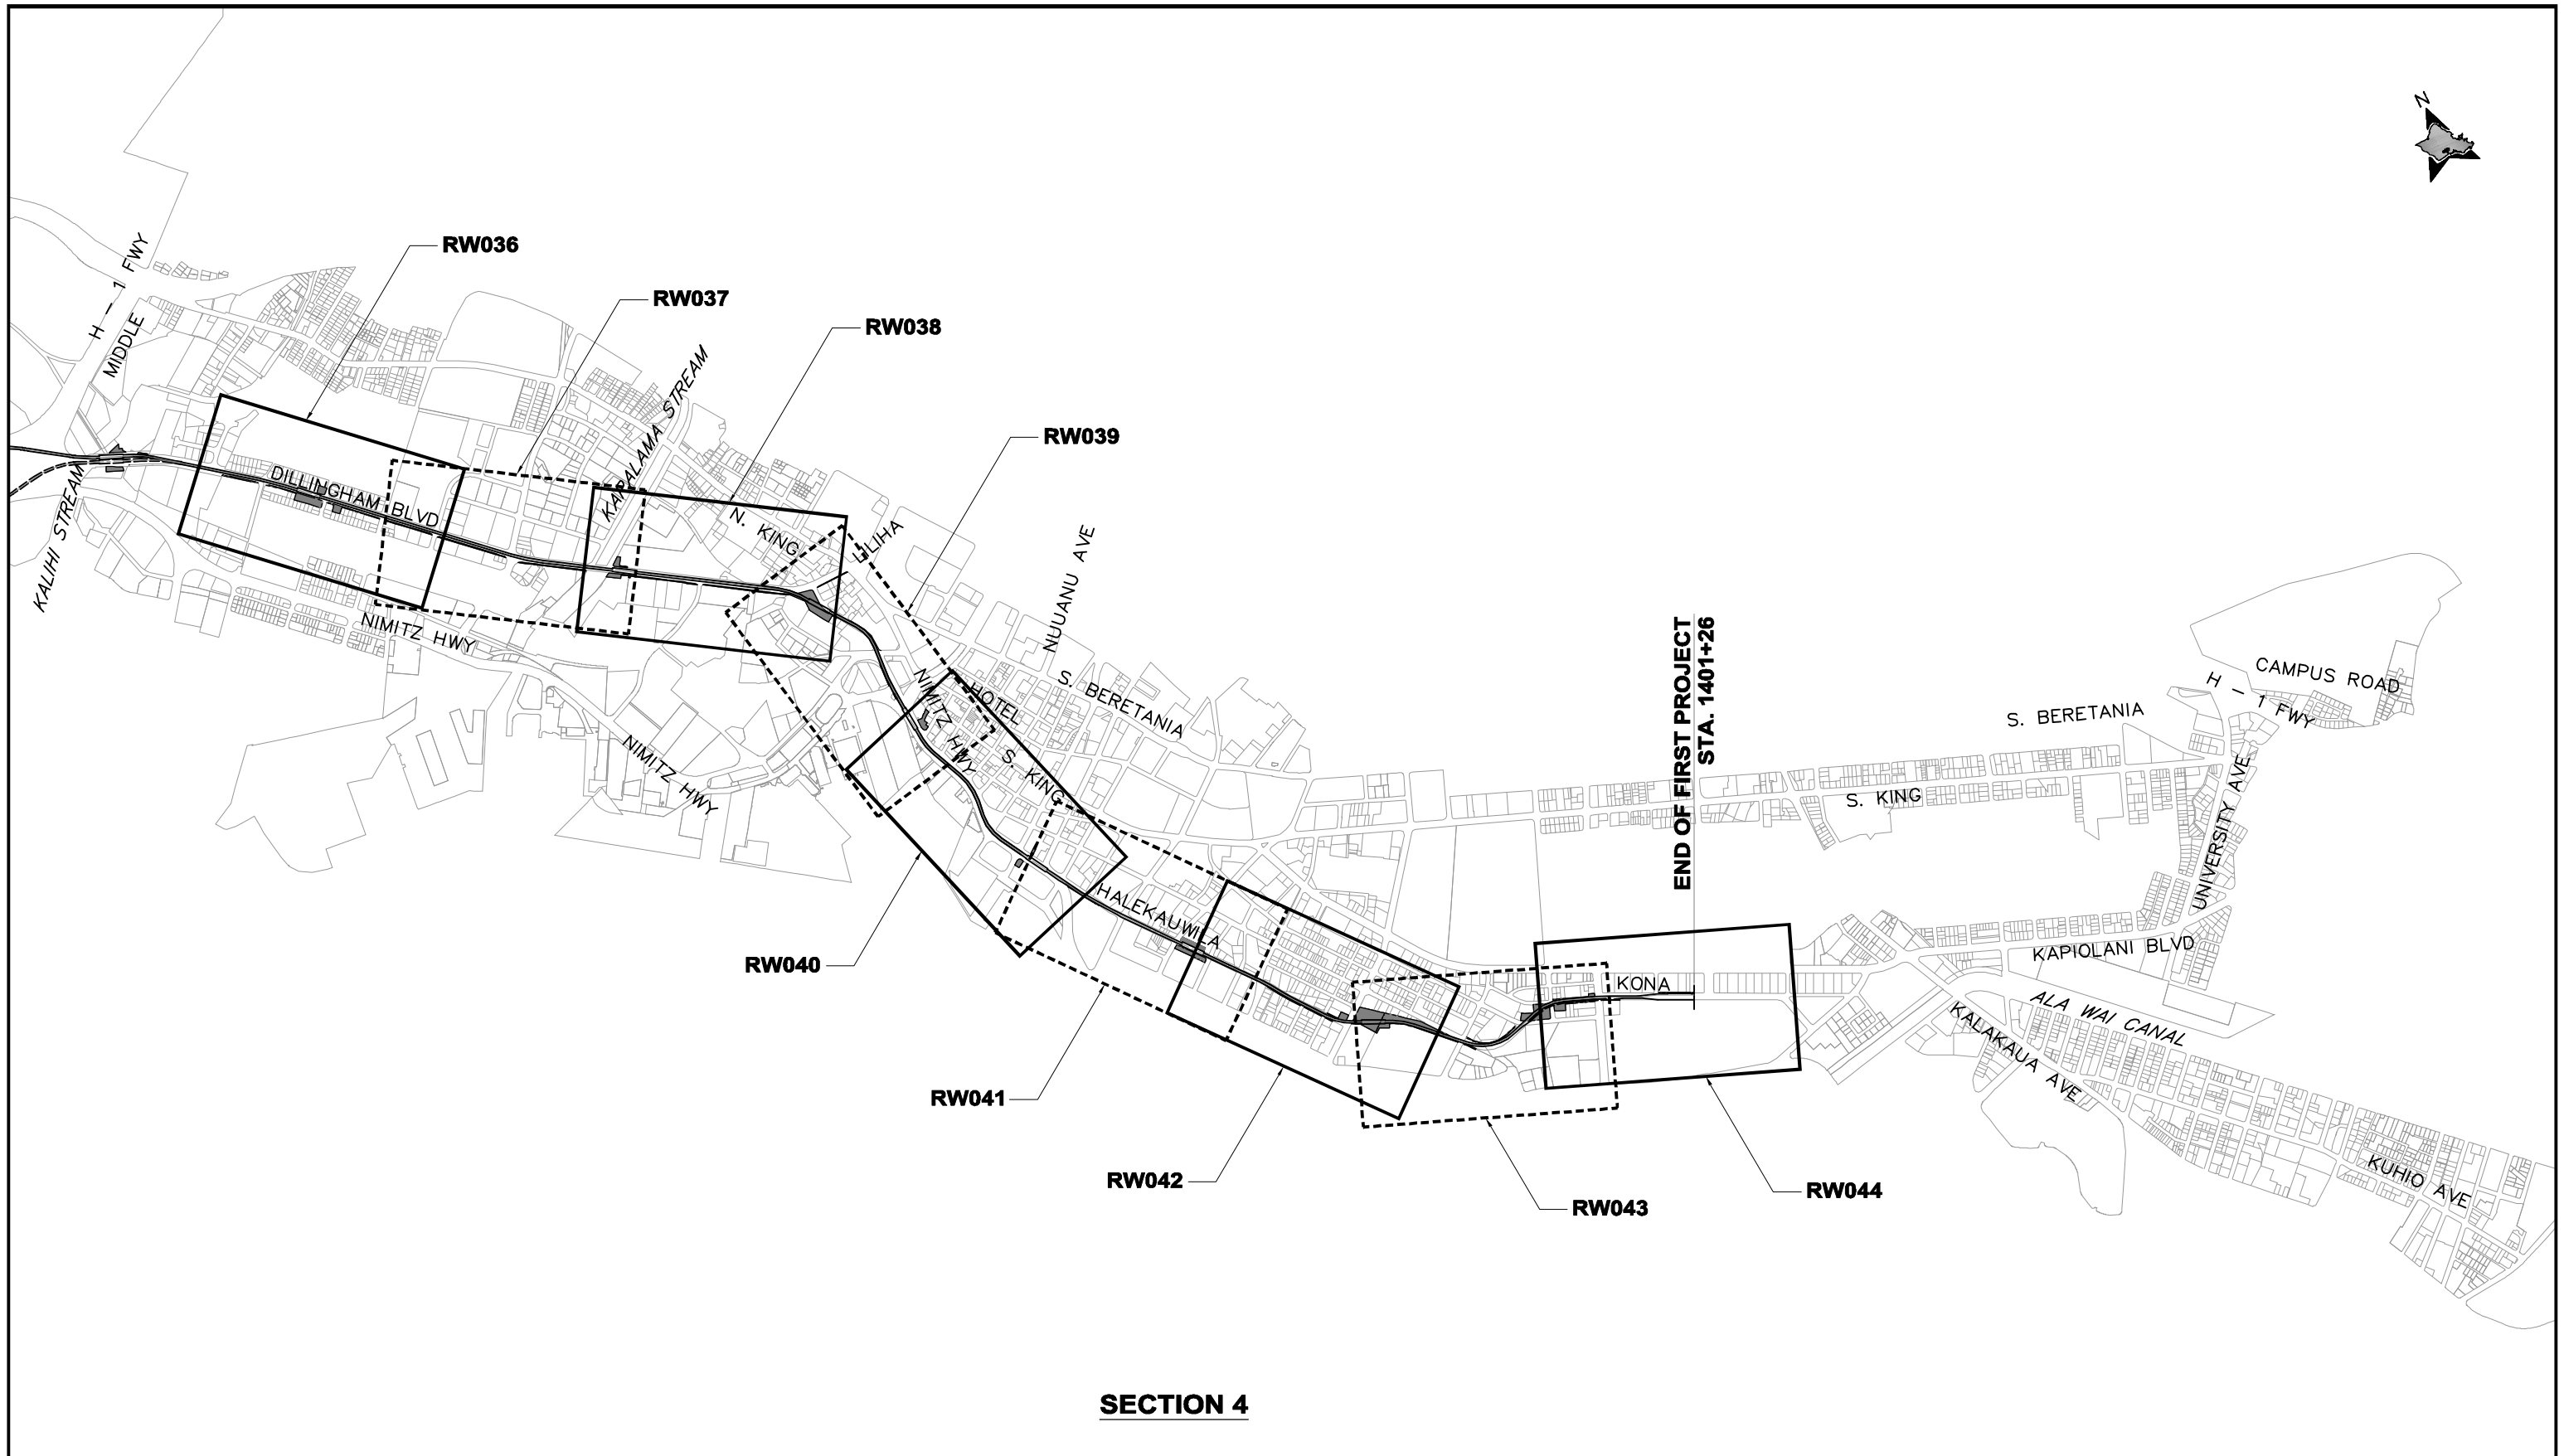 N
H-1 FWY
MIDDLE
RW036
RW037
RW038
RW039
KAPALAMA STREAM
KALIHI STREAM
DILLINGHAM BLVD
NIMITZ HWY
N. KING
LILIHA
NUUANU AVE
NIMITZ HWY
HOTEL
S. BERETANIA
NIMITZ HWY
S. KING
END OF FIRST PROJECT
STA. 1401+26
CAMPUS ROAD
H-1 FWY
S. BERETANIA
S. KING
UNIVERSITY AVE
HALEKAUWILA
RW040
KONA
KAPIOLANI BLVD
ALA WAI CANAL
KALAKAUA AVE
RW041
RW042
RW043
RW044
KUHIO AVE
SECTION 4